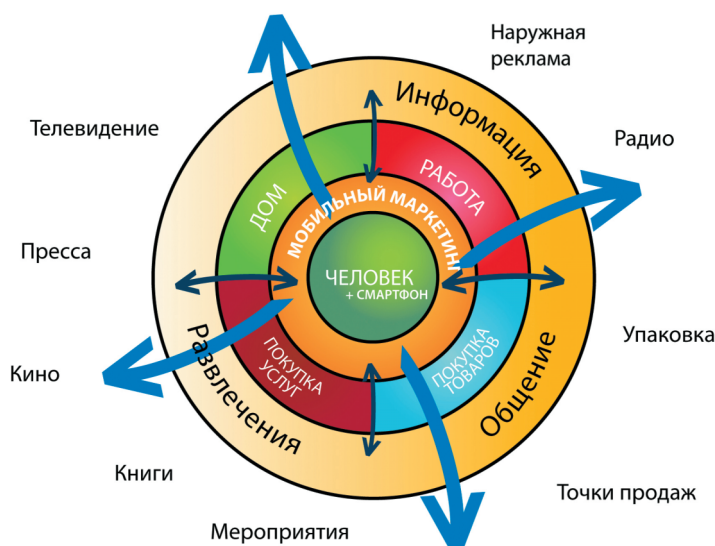 Наружная
реклама
Телевидение
Информация
Радио
ДОМ
РАБОТА
МОБИЛЬНЫЙ МАРКЕТИНГ
Пресса
ЧЕЛОВЕК
+ СМАРТФОН
Упаковка
Кино
Развлечения
ПОКУПКА
УСЛУГ
ПОКУПКА
ТОВАРОВ
Общение
Книги
Точки продаж
Мероприятия